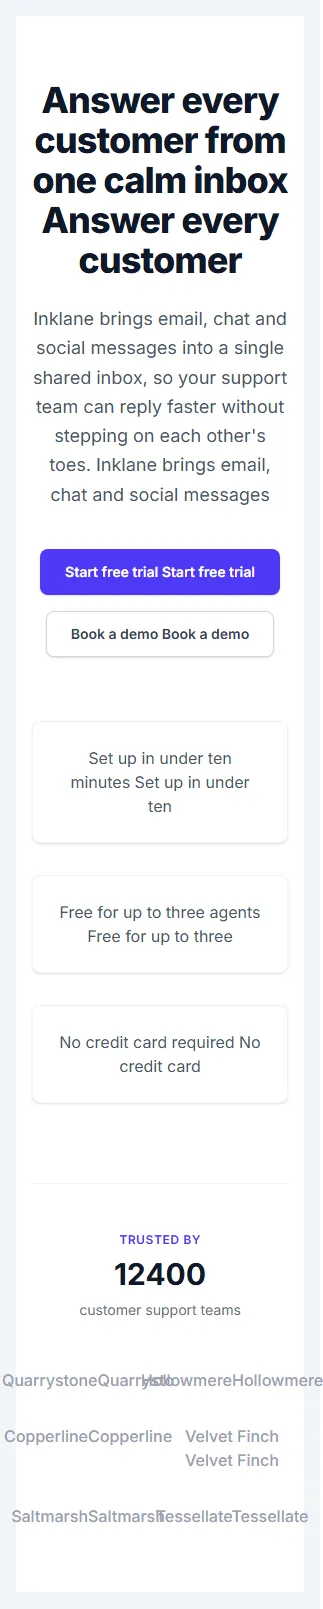 Answer every
customer from
one calm inbox
Answer every
customer
Inklane brings email, chat and
social messages into a single
shared inbox, so your support
team can reply faster without
stepping on each other's
toes. Inklane brings email,
chat and social messages
Start free trial Start free trial
Book a demo Book a demo
Set up in under ten
minutes Set up in under
ten
Free for up to three agents
Free for up to three
No credit card required No
credit card
TRUSTED BY
12400
customer support teams
HollowmereHollowmere
CopperlineCopperline
Velvet Finch
Velvet Finch
SaltmarshSaltmarsh
TessellateTessellate